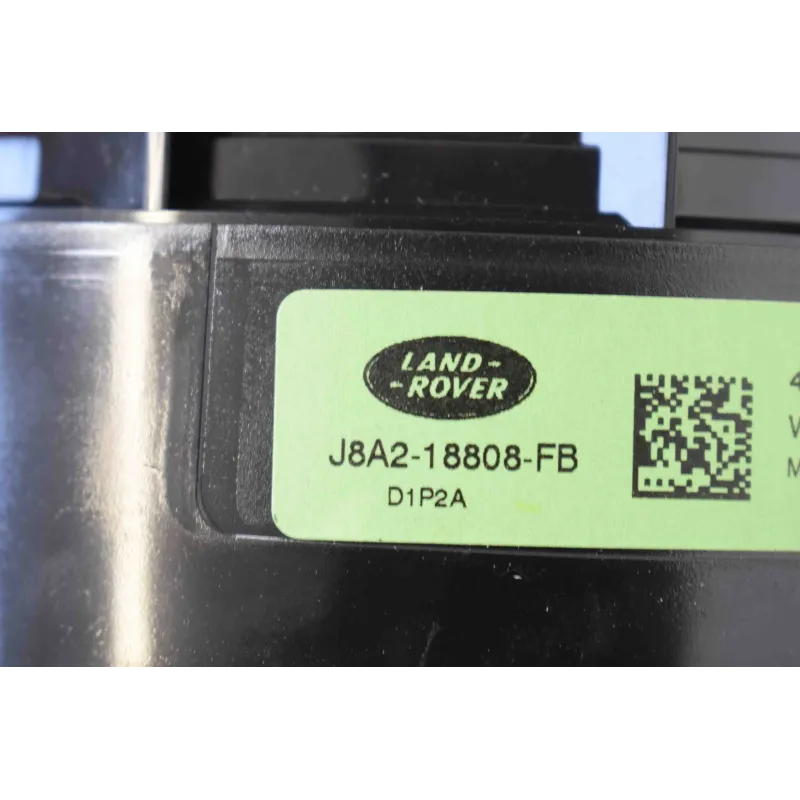 LAND-
-ROVER
J8A2-18808-FB
D1P2A